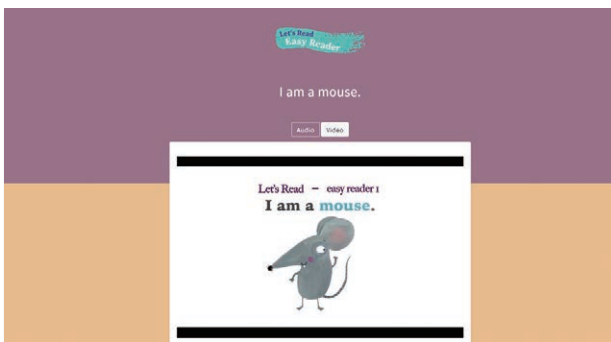 Let's Read
Easy Reader
I am a mouse.
Audio Video
Let's Read – easy reader 1
I am a mouse.